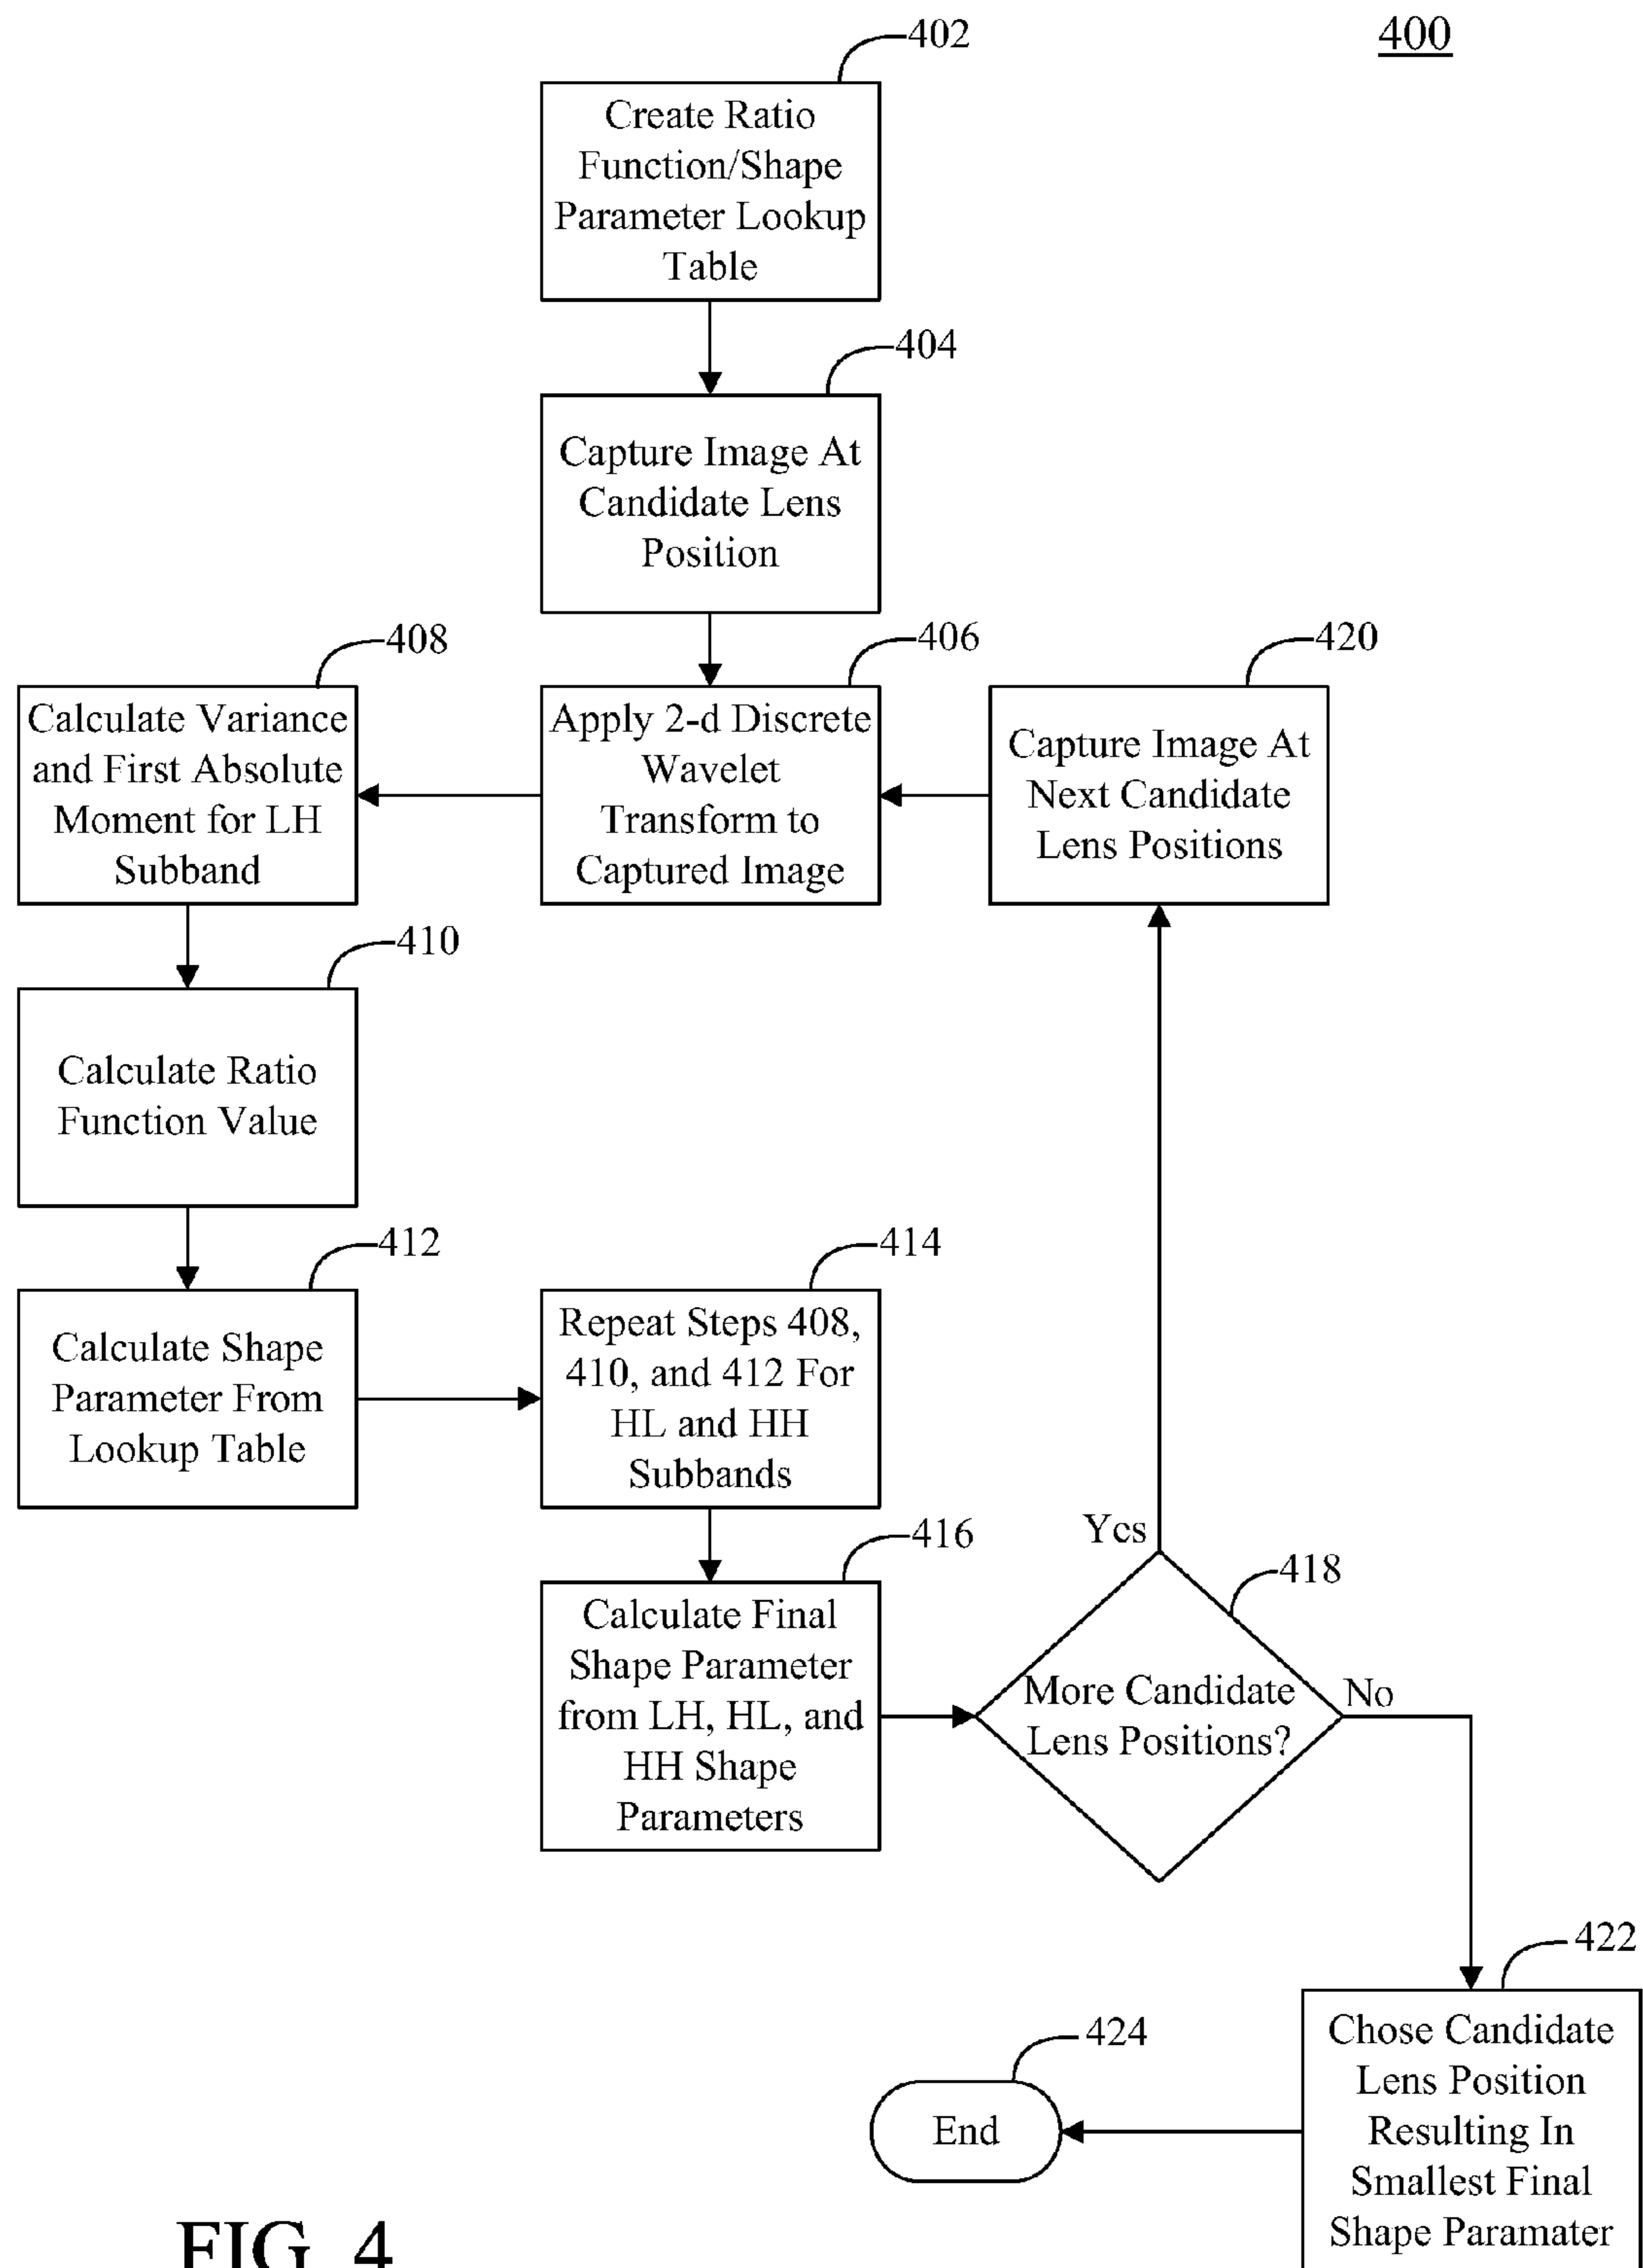 400
402
Create Ratio
Function/Shape
Parameter Lookup
Table
404
Capture Image At
Candidate Lens
Position
406
Apply 2-d Discrete
Wavelet
Transform to
Captured Image
420
Capture Image At
Next Candidate
Lens Positions
408
Calculate Variance
and First Absolute
Moment for LH
Subband
410
Calculate Ratio
Function Value
412
Calculate Shape
Parameter From
Lookup Table
414
Repeat Steps 408,
410, and 412 For
HL and HH
Subbands
416
Calculate Final
Shape Parameter
from LH, HL, and
HH Shape
Parameters
418
More Candidate
Lens Positions?
Yes
No
422
Chose Candidate
Lens Position
Resulting In
Smallest Final
Shape Paramater
424
End
FIG. 4